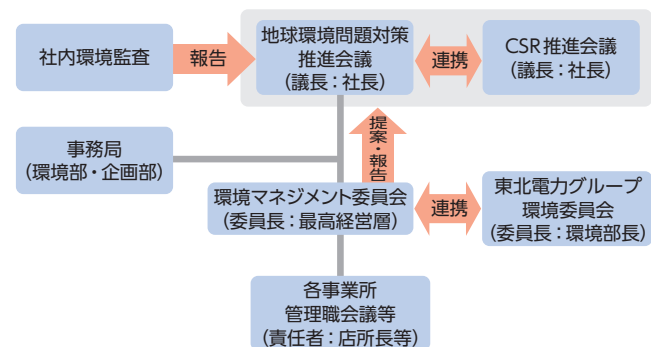 社内環境監査
報告
地球環境問題対策
推進会議
(議長：社長)
連携
CSR推進会議
(議長：社長)
事務局
(環境部・企画部)
提案・報告
環境マネジメント委員会
(委員長：最高経営層)
連携
東北電力グループ
環境委員会
(委員長：環境部長)
各事業所
管理職会議等
(責任者：店所長等)